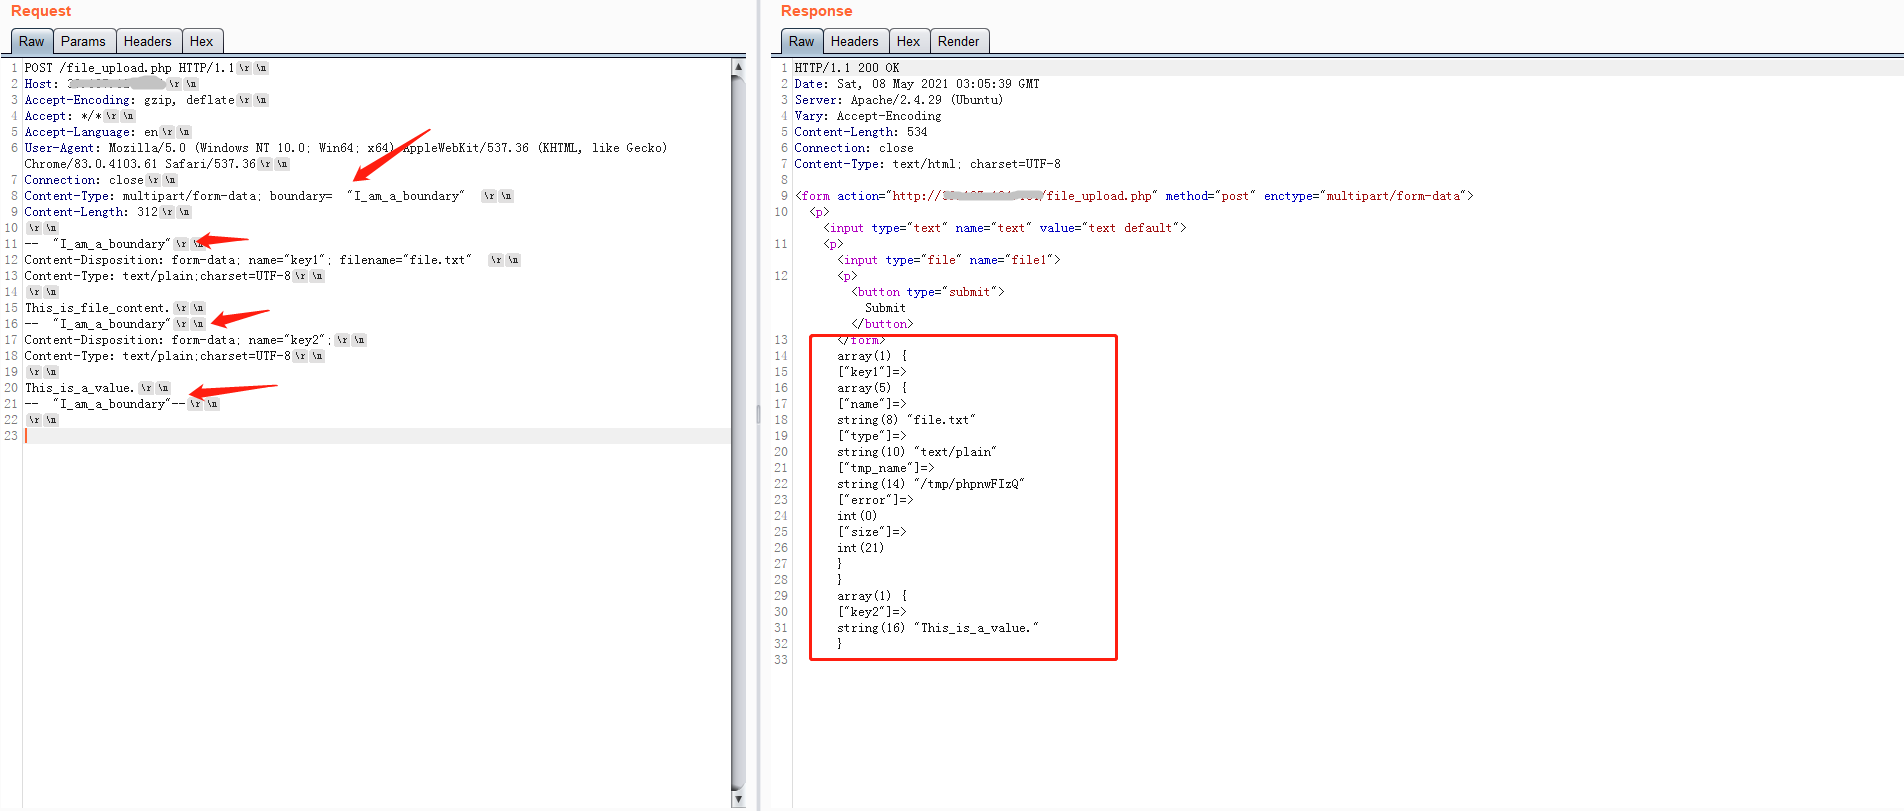 Request
Raw Params Headers Hex
1 POST /file_upload.php HTTP/1.1 \r \n
2 Host: \r \n
3 Accept-Encoding: gzip, deflate \r \n
4 Accept: */* \r \n
5 Accept-Language: en \r \n
6 User-Agent: Mozilla/5.0 (Windows NT 10.0; Win64; x64) AppleWebKit/537.36 (KHTML, like Gecko)
Chrome/83.0.4103.61 Safari/537.36 \r \n
7 Connection: close \r \n
8 Content-Type: multipart/form-data; boundary=  "I_am_a_boundary"  \r \n
9 Content-Length: 312 \r \n
10 \r \n
11 --  "I_am_a_boundary" \r \n
12 Content-Disposition: form-data; name="key1"; filename="file.txt"  \r \n
13 Content-Type: text/plain;charset=UTF-8 \r \n
14 \r \n
15 This_is_file_content. \r \n
16 --  "I_am_a_boundary" \r \n
17 Content-Disposition: form-data; name="key2"; \r \n
18 Content-Type: text/plain;charset=UTF-8 \r \n
19 \r \n
20 This_is_a_value. \r \n
21 --  "I_am_a_boundary"-- \r \n
22 \r \n
23
Response
Raw Headers Hex Render
1 HTTP/1.1 200 OK
2 Date: Sat, 08 May 2021 03:05:39 GMT
3 Server: Apache/2.4.29 (Ubuntu)
4 Vary: Accept-Encoding
5 Content-Length: 534
6 Connection: close
7 Content-Type: text/html; charset=UTF-8
8
9 <form action="http:// /file_upload.php" method="post" enctype="multipart/form-data">
10 <p>
<input type="text" name="text" value="text default">
11 <p>
<input type="file" name="file1">
12 <p>
<button type="submit">
Submit
</button>
13 </form>
14 array(1) {
15 ["key1"]=>
16 array(5) {
17 ["name"]=>
18 string(8) "file.txt"
19 ["type"]=>
20 string(10) "text/plain"
21 ["tmp_name"]=>
22 string(14) "/tmp/phpnwFIzQ"
23 ["error"]=>
24 int(0)
25 ["size"]=>
26 int(21)
27 }
28 }
29 array(1) {
30 ["key2"]=>
31 string(16) "This_is_a_value."
32 }
33